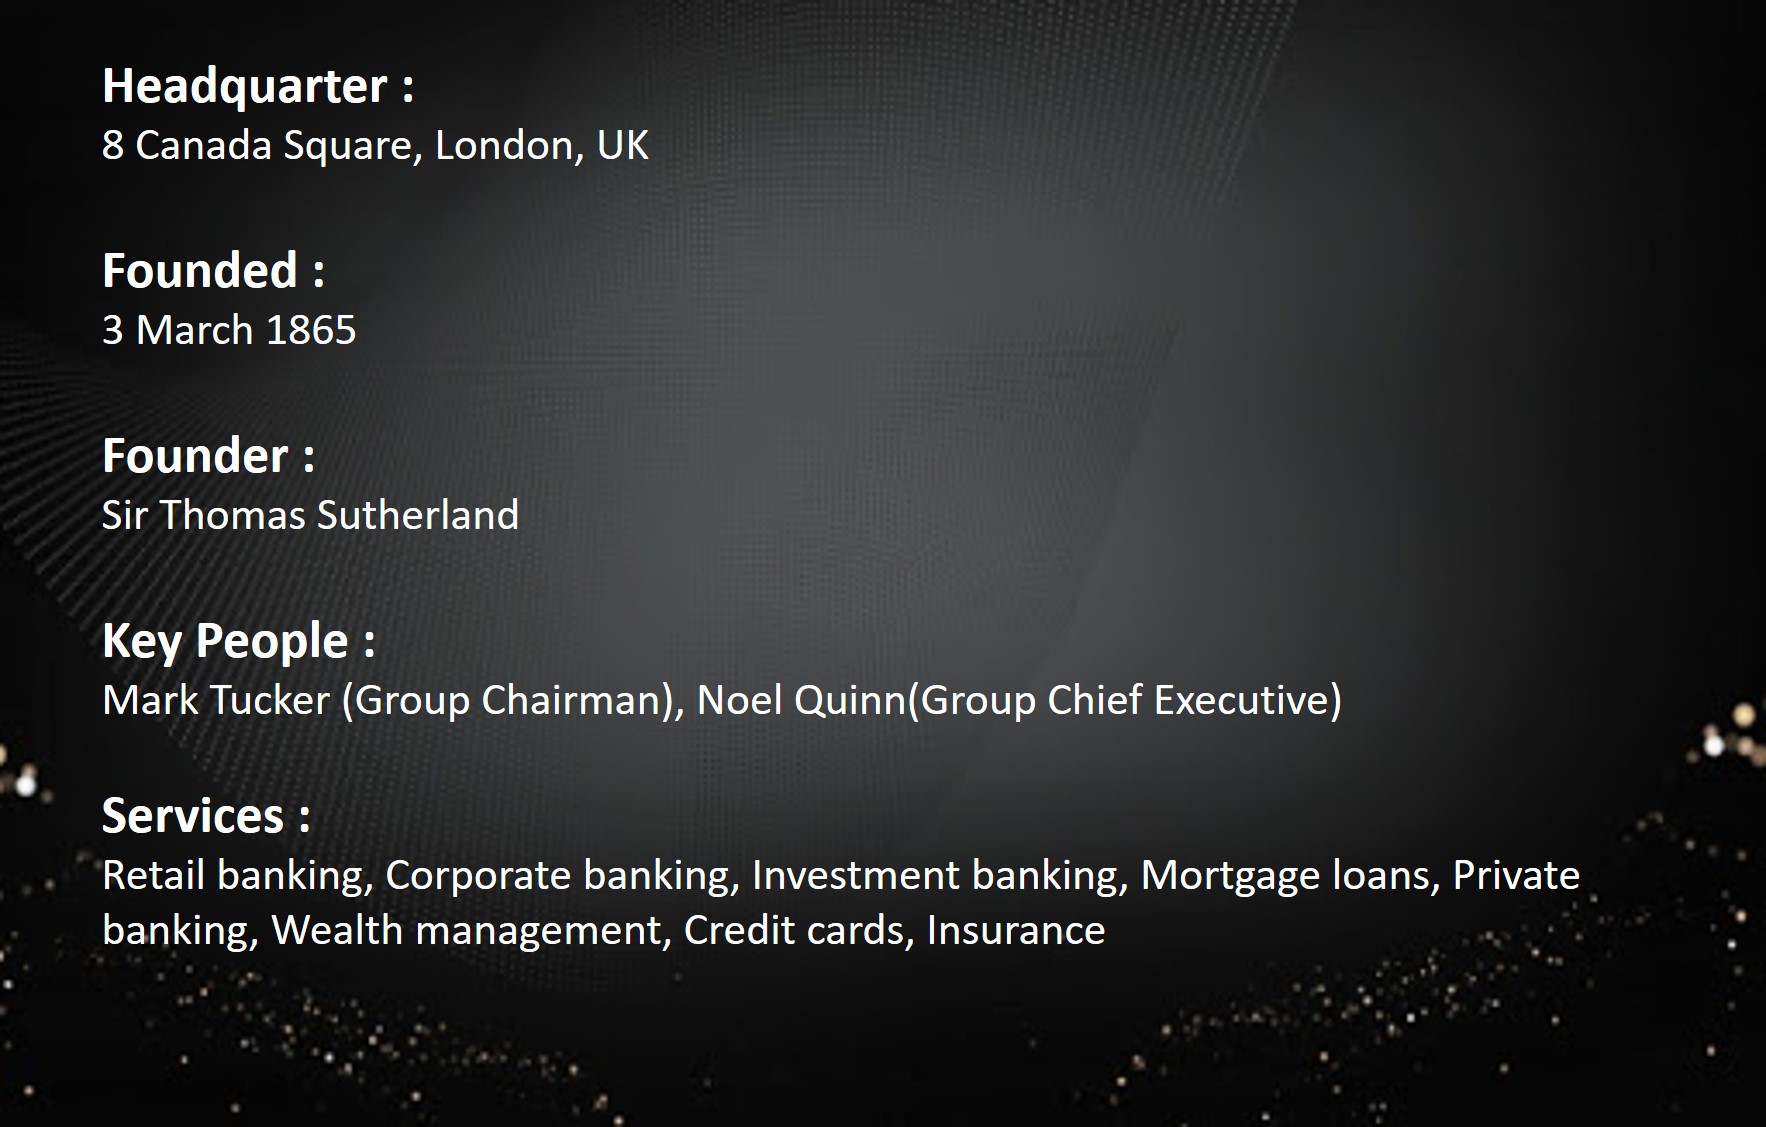 Headquarter :
8 Canada Square, London, UK
Founded :
3 March 1865
Founder :
Sir Thomas Sutherland
Key People :
Mark Tucker (Group Chairman), Noel Quinn(Group Chief Executive)
Services :
Retail banking, Corporate banking, Investment banking, Mortgage loans, Private
banking, Wealth management, Credit cards, Insurance